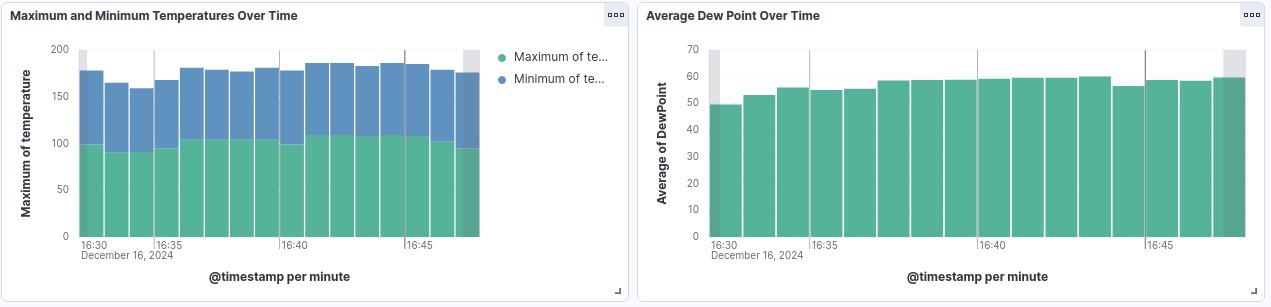 Maximum and Minimum Temperatures Over Time
200
150
100
50
0
Maximum of temperature
16:30
16:35
16:40
16:45
December 16, 2024
@timestamp per minute
Maximum of te...
Minimum of te...
Average Dew Point Over Time
70
60
50
40
30
20
10
0
Average of DewPoint
16:30
16:35
16:40
16:45
December 16, 2024
@timestamp per minute